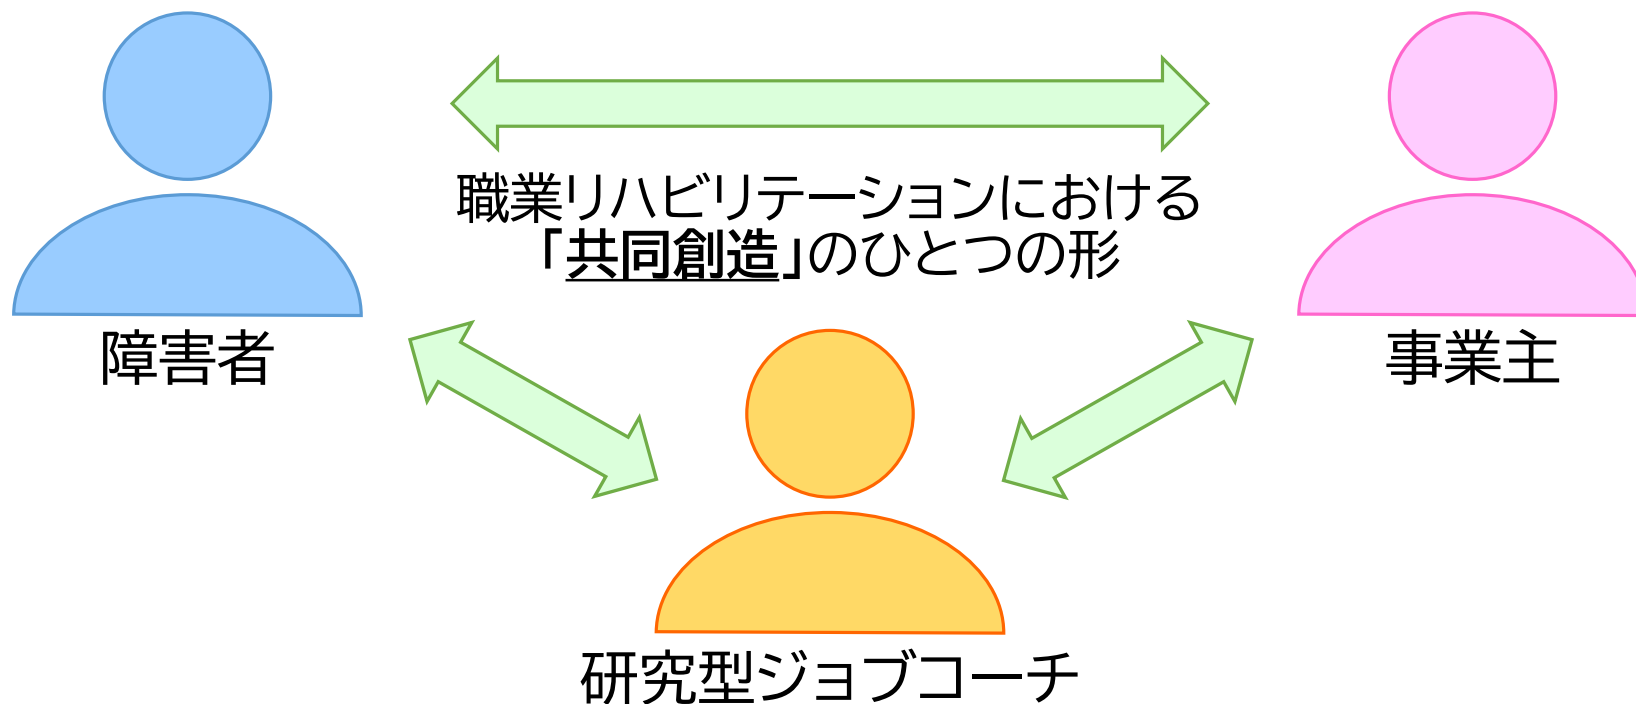 職業リハビリテーションにおける
「共同創造」のひとつの形
障害者
事業主
研究型ジョブコーチ